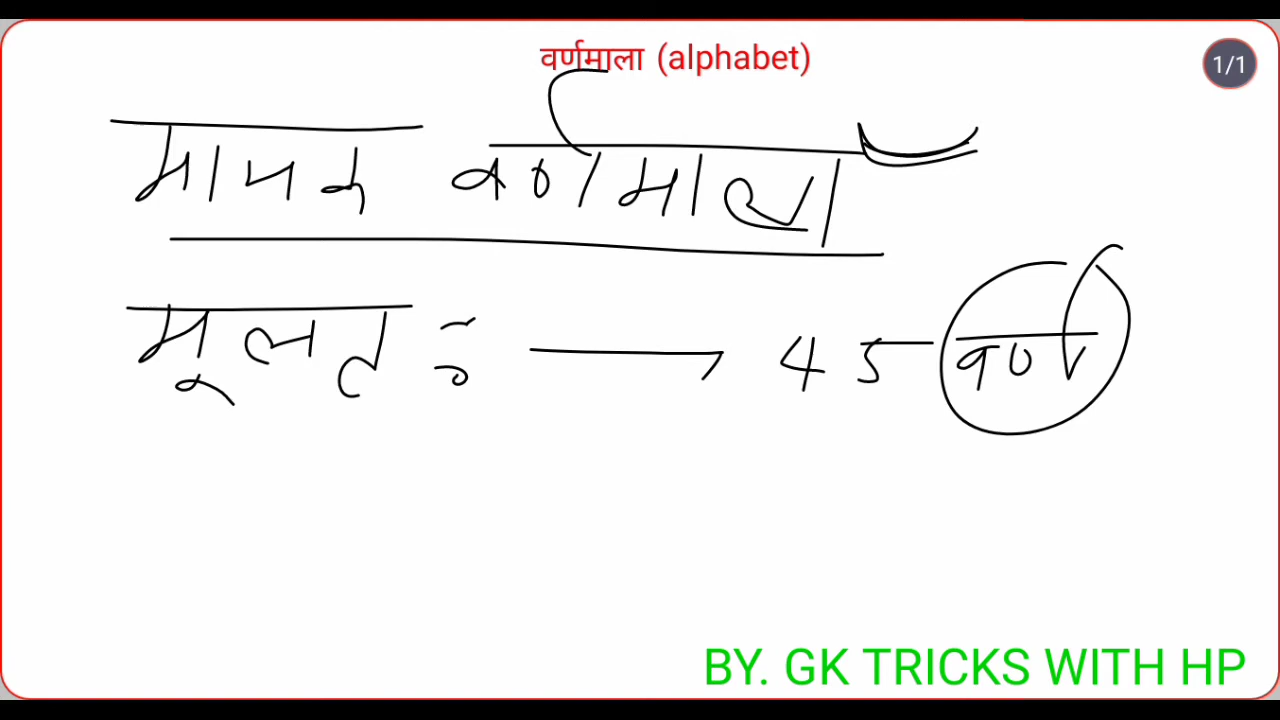 वर्णमाला (alphabet)
1/1
मानक वर्णमाला
मूलतः → 45 वर्ण
BY. GK TRICKS WITH HP